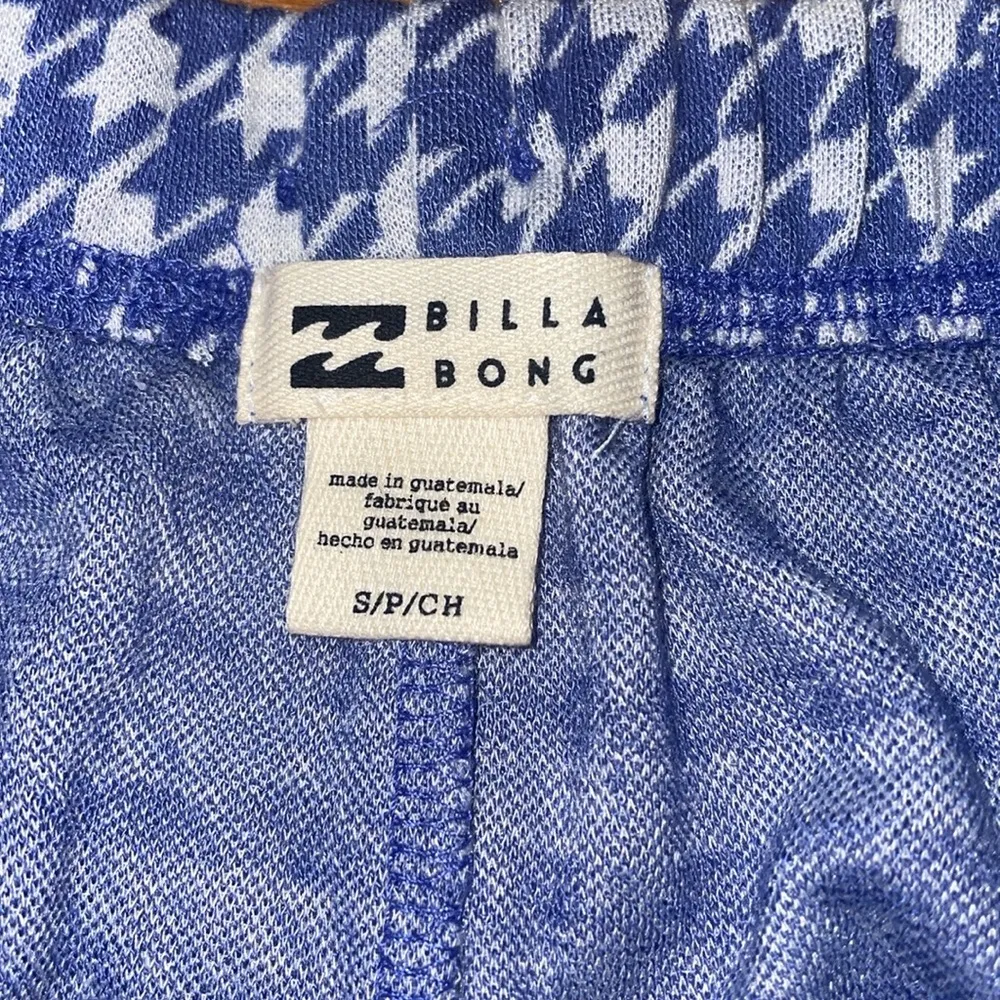 BILLA
BONG
made in guatemala/
fabriqué au
guatemala/
hecho en guatemala
S/P/CH